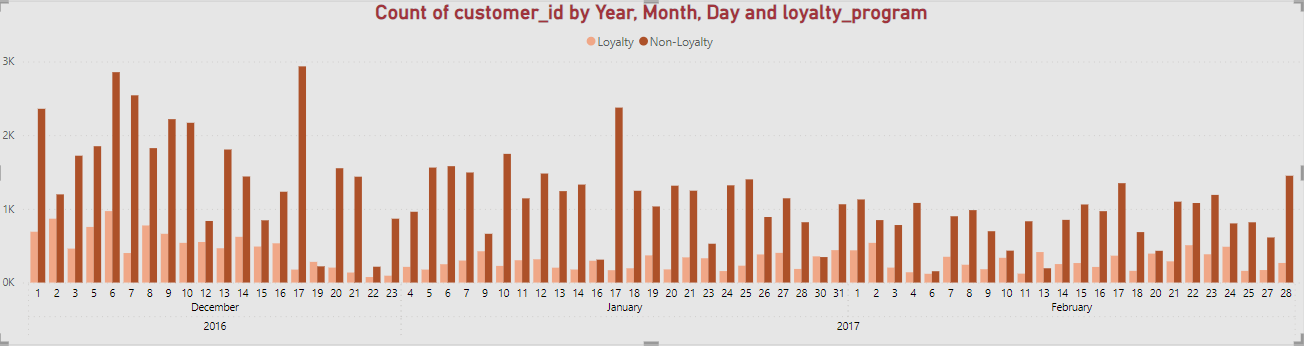 Count of customer_id by Year, Month, Day and loyalty_program
Loyalty Non-Loyalty
3K
2K
1K
0K
1 2 3 5 6 7 8 9 10 12 13 14 15 16 17 19 20 21 22 23 4 5 6 7 9 10 11 12 13 14 16 17 18 19 20 21 23 24 25 26 27 28 30 31 1 2 3 4 6 7 8 9 10 11 13 14 15 16 17 18 20 21 22 23 24 25 27 28
December January February
2016 2017